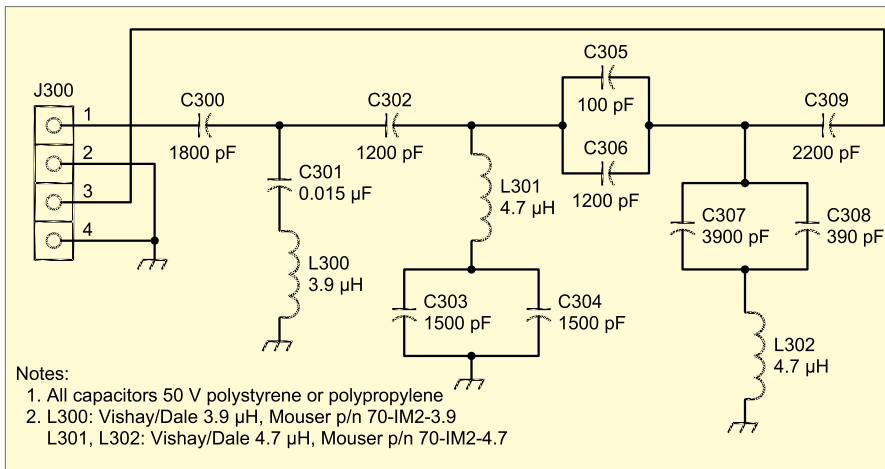 J300
1
2
3
4
C300
1800 pF
C301
0.015 µF
L300
3.9 µH
C302
1200 pF
L301
4.7 µH
C303
1500 pF
C304
1500 pF
C305
100 pF
C306
1200 pF
C307
3900 pF
C308
390 pF
C309
2200 pF
L302
4.7 µH
Notes:
1. All capacitors 50 V polystyrene or polypropylene
2. L300: Vishay/Dale 3.9 µH, Mouser p/n 70-IM2-3.9
L301, L302: Vishay/Dale 4.7 µH, Mouser p/n 70-IM2-4.7